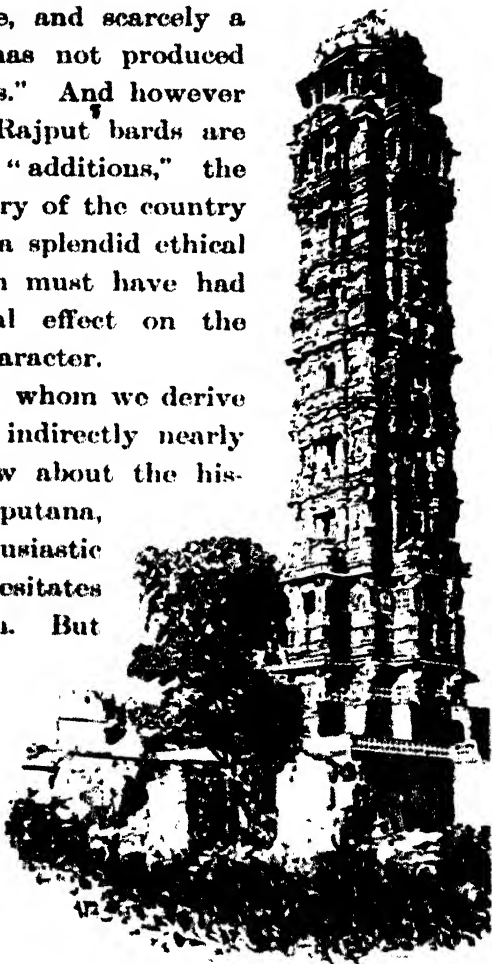 e, and scarcely a
has not produced
s." And however
Rajput bards are
"additions," the
ry of the country
a splendid ethical
n must have had
al effect on the
aracter.
whom we derive
indirectly nearly
w about the his-
putana,
usiastic
esitates
n. But